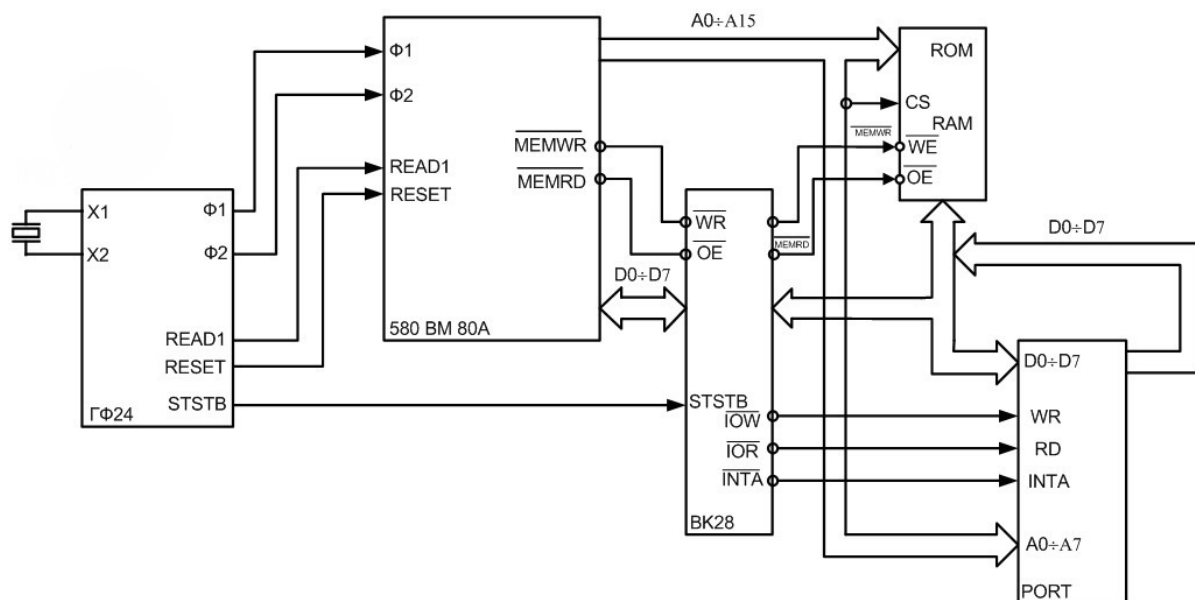 X1
X2
Φ1
Φ2
READ1
RESET
STSTB
ГФ24
Φ1
Φ2
READ1
RESET
MEMWR
MEMRD
580 ВМ 80А
A0÷A15
D0÷D7
WR
OE
MEMWR
MEMRD
STSTB
IOW
IOR
INTA
ВК28
ROM
CS
RAM
WE
OE
D0÷D7
D0÷D7
WR
RD
INTA
A0÷A7
PORT